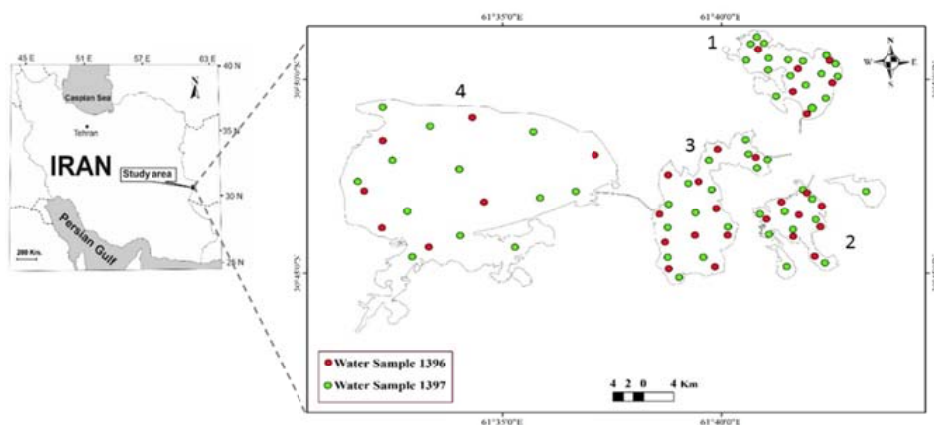 45 E 51 E 57 E 63 E
40 N
35 N
30 N
25 N
Caspian Sea
N
Tehran
IRAN
Study area
Persian Gulf
200 Km.
61°35'0"E 61°40'0"E
1
N
W E
S
4
3
2
Water Sample 1396
Water Sample 1397
4 2 0 4 Km
61°35'0"E 61°40'0"E